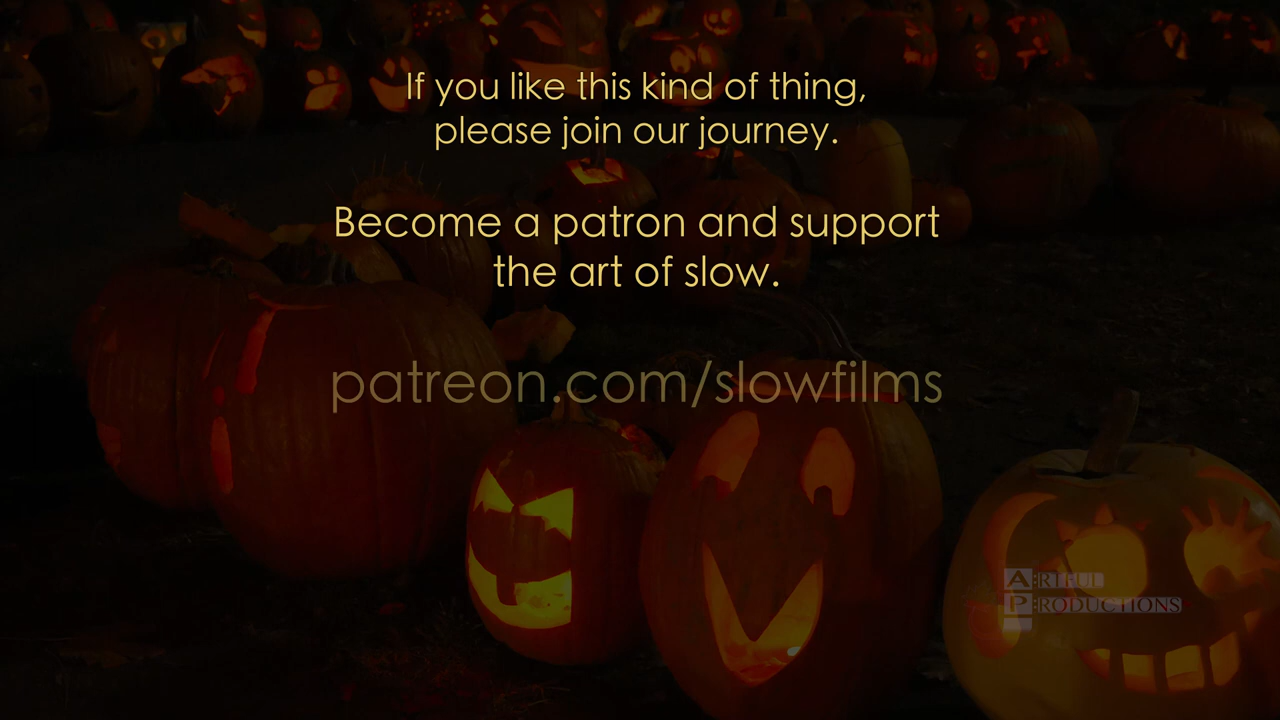 If you like this kind of thing,
please join our journey.
Become a patron and support
the art of slow.
patreon.com/slowfilms
ARTFUL
PRODUCTIONS